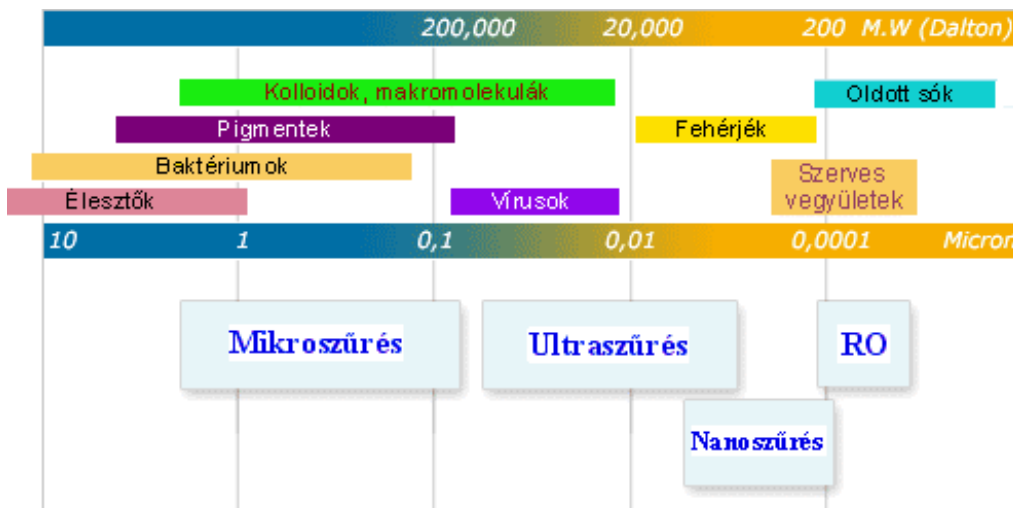 200,000 20,000 200 M.W (Dalton)
Kolloidok, makromolekulák
Oldott sók
Pigmentek
Fehérjék
Baktériumok
Szerves
vegyületek
Élesztők
Vírusok
10 1 0,1 0,01 0,0001 Micron
Mikroszűrés
Ultraszűrés
RO
Nanoszűrés